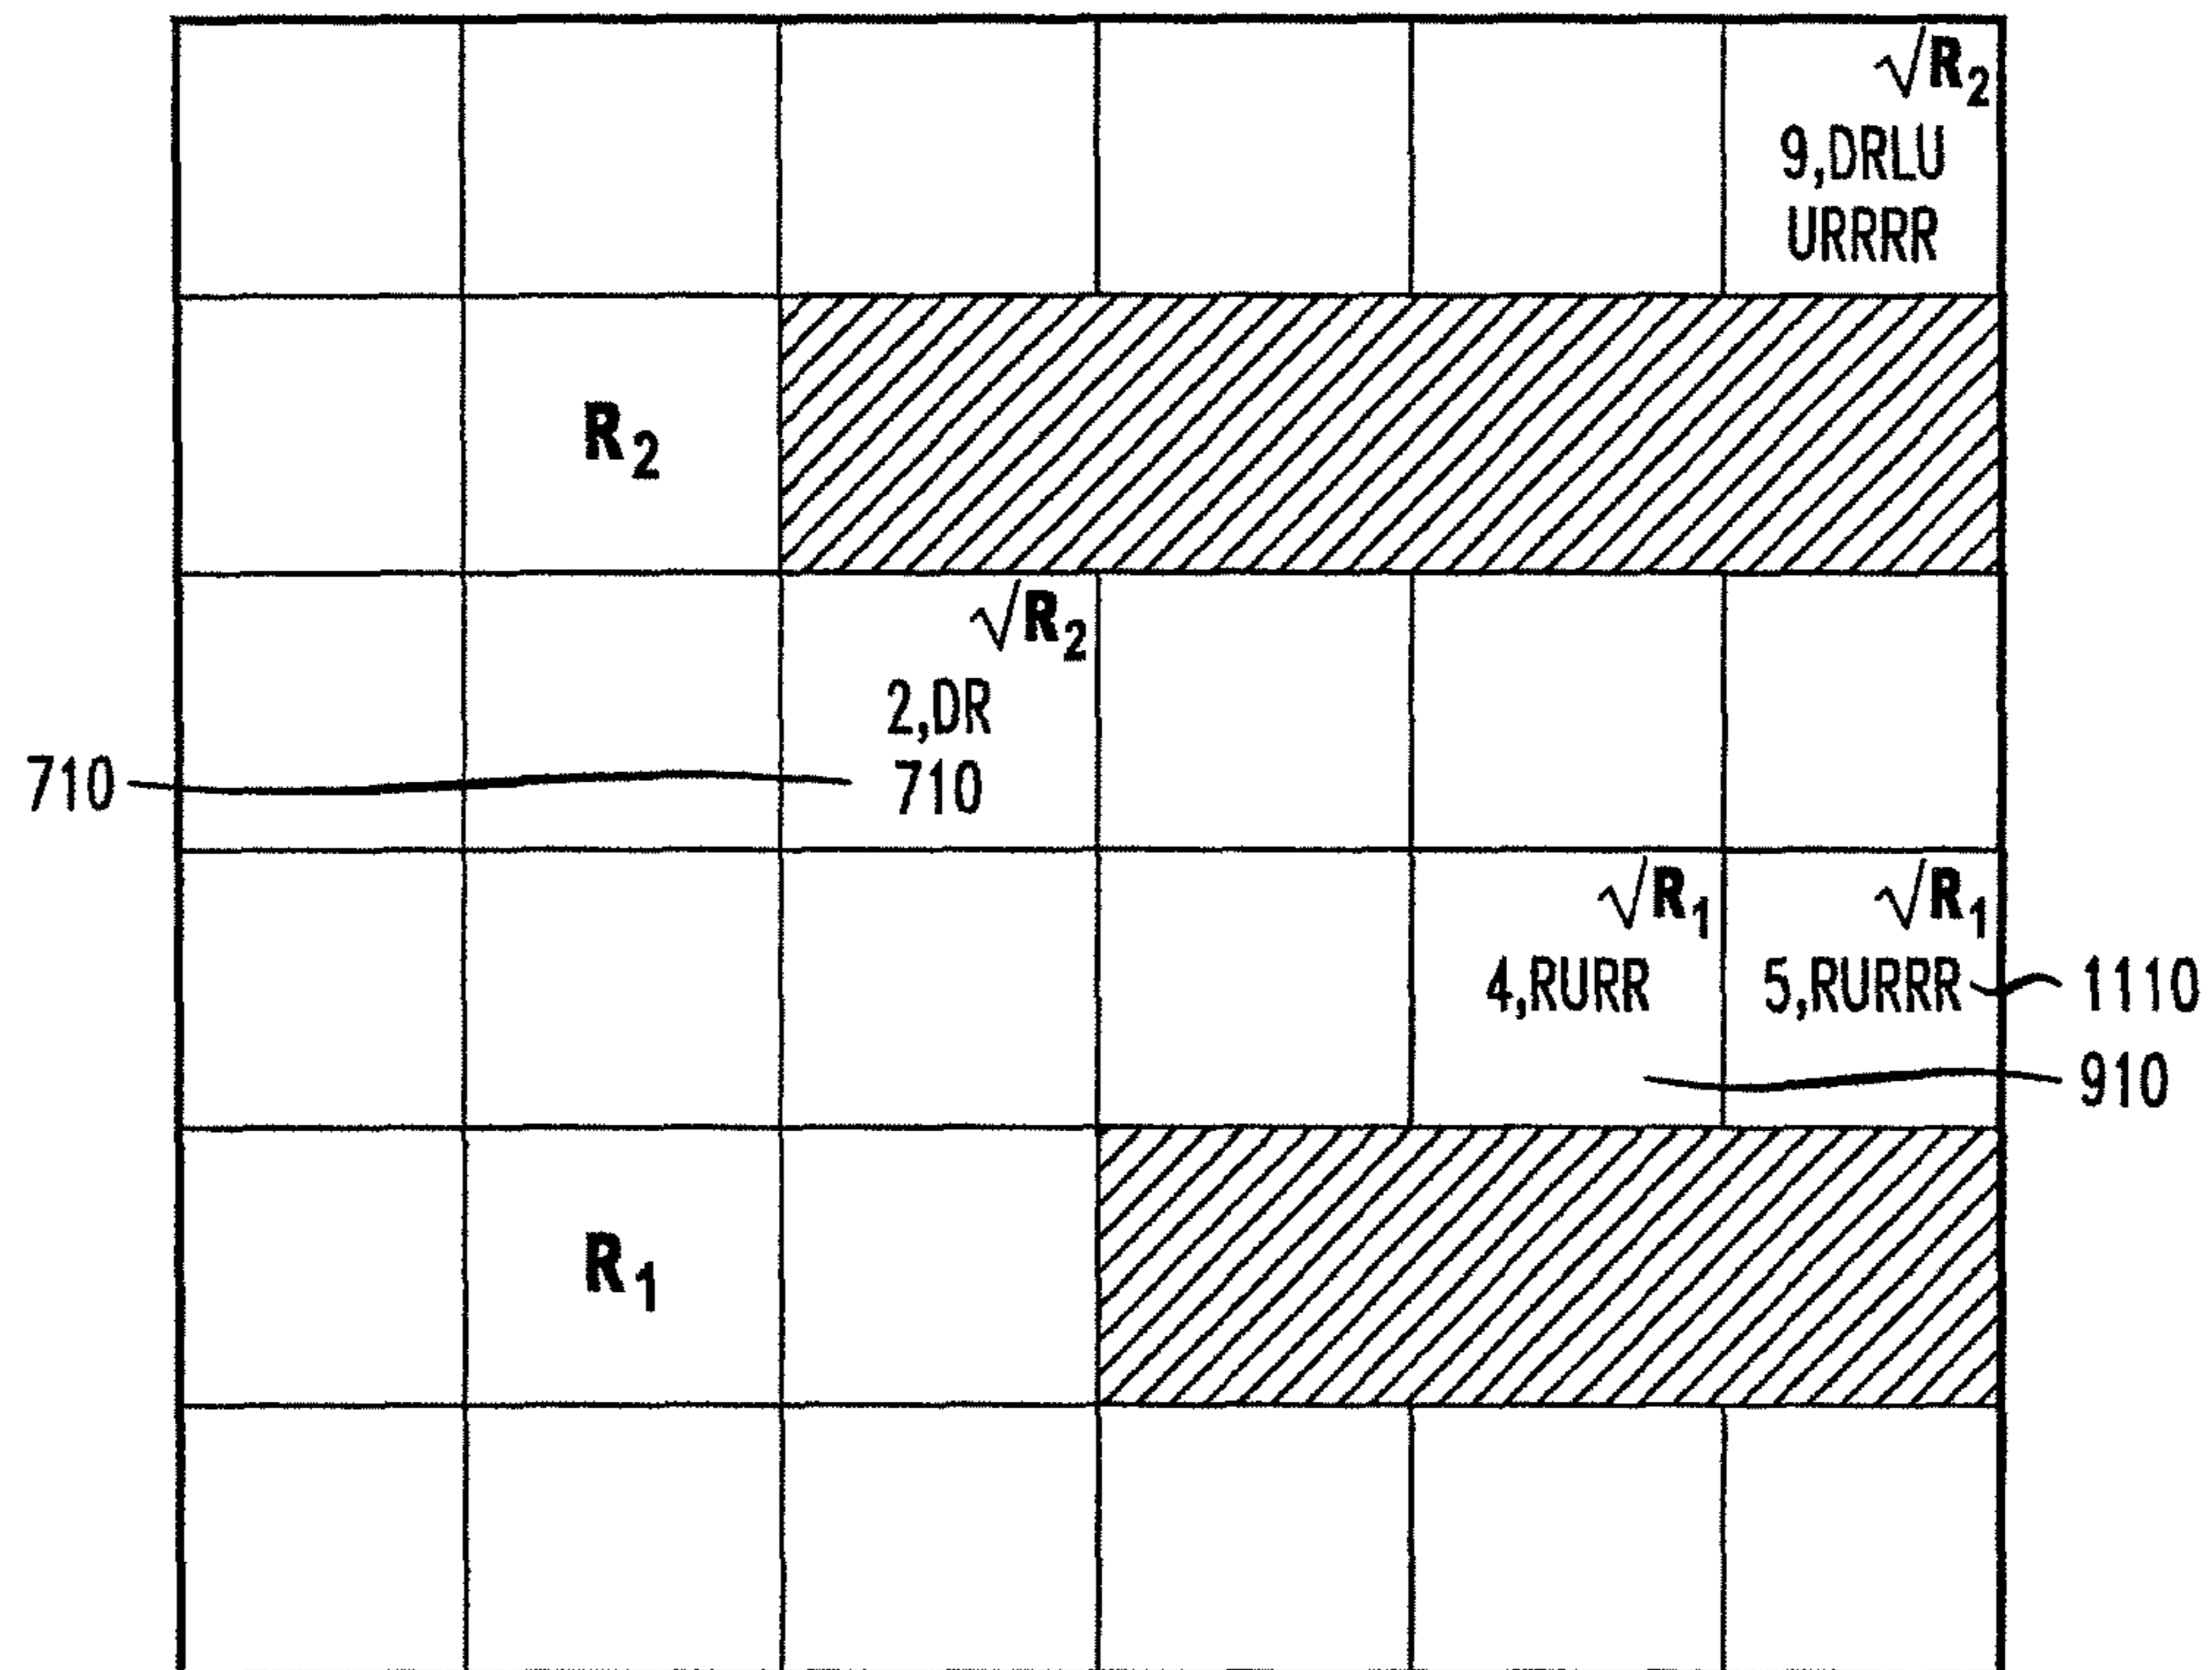 √R₂
9,DRLU
URRRR
R₂
√R₂
2,DR
710
710
√R₁
√R₁
4,RURR
5,RURRR
1110
910
R₁